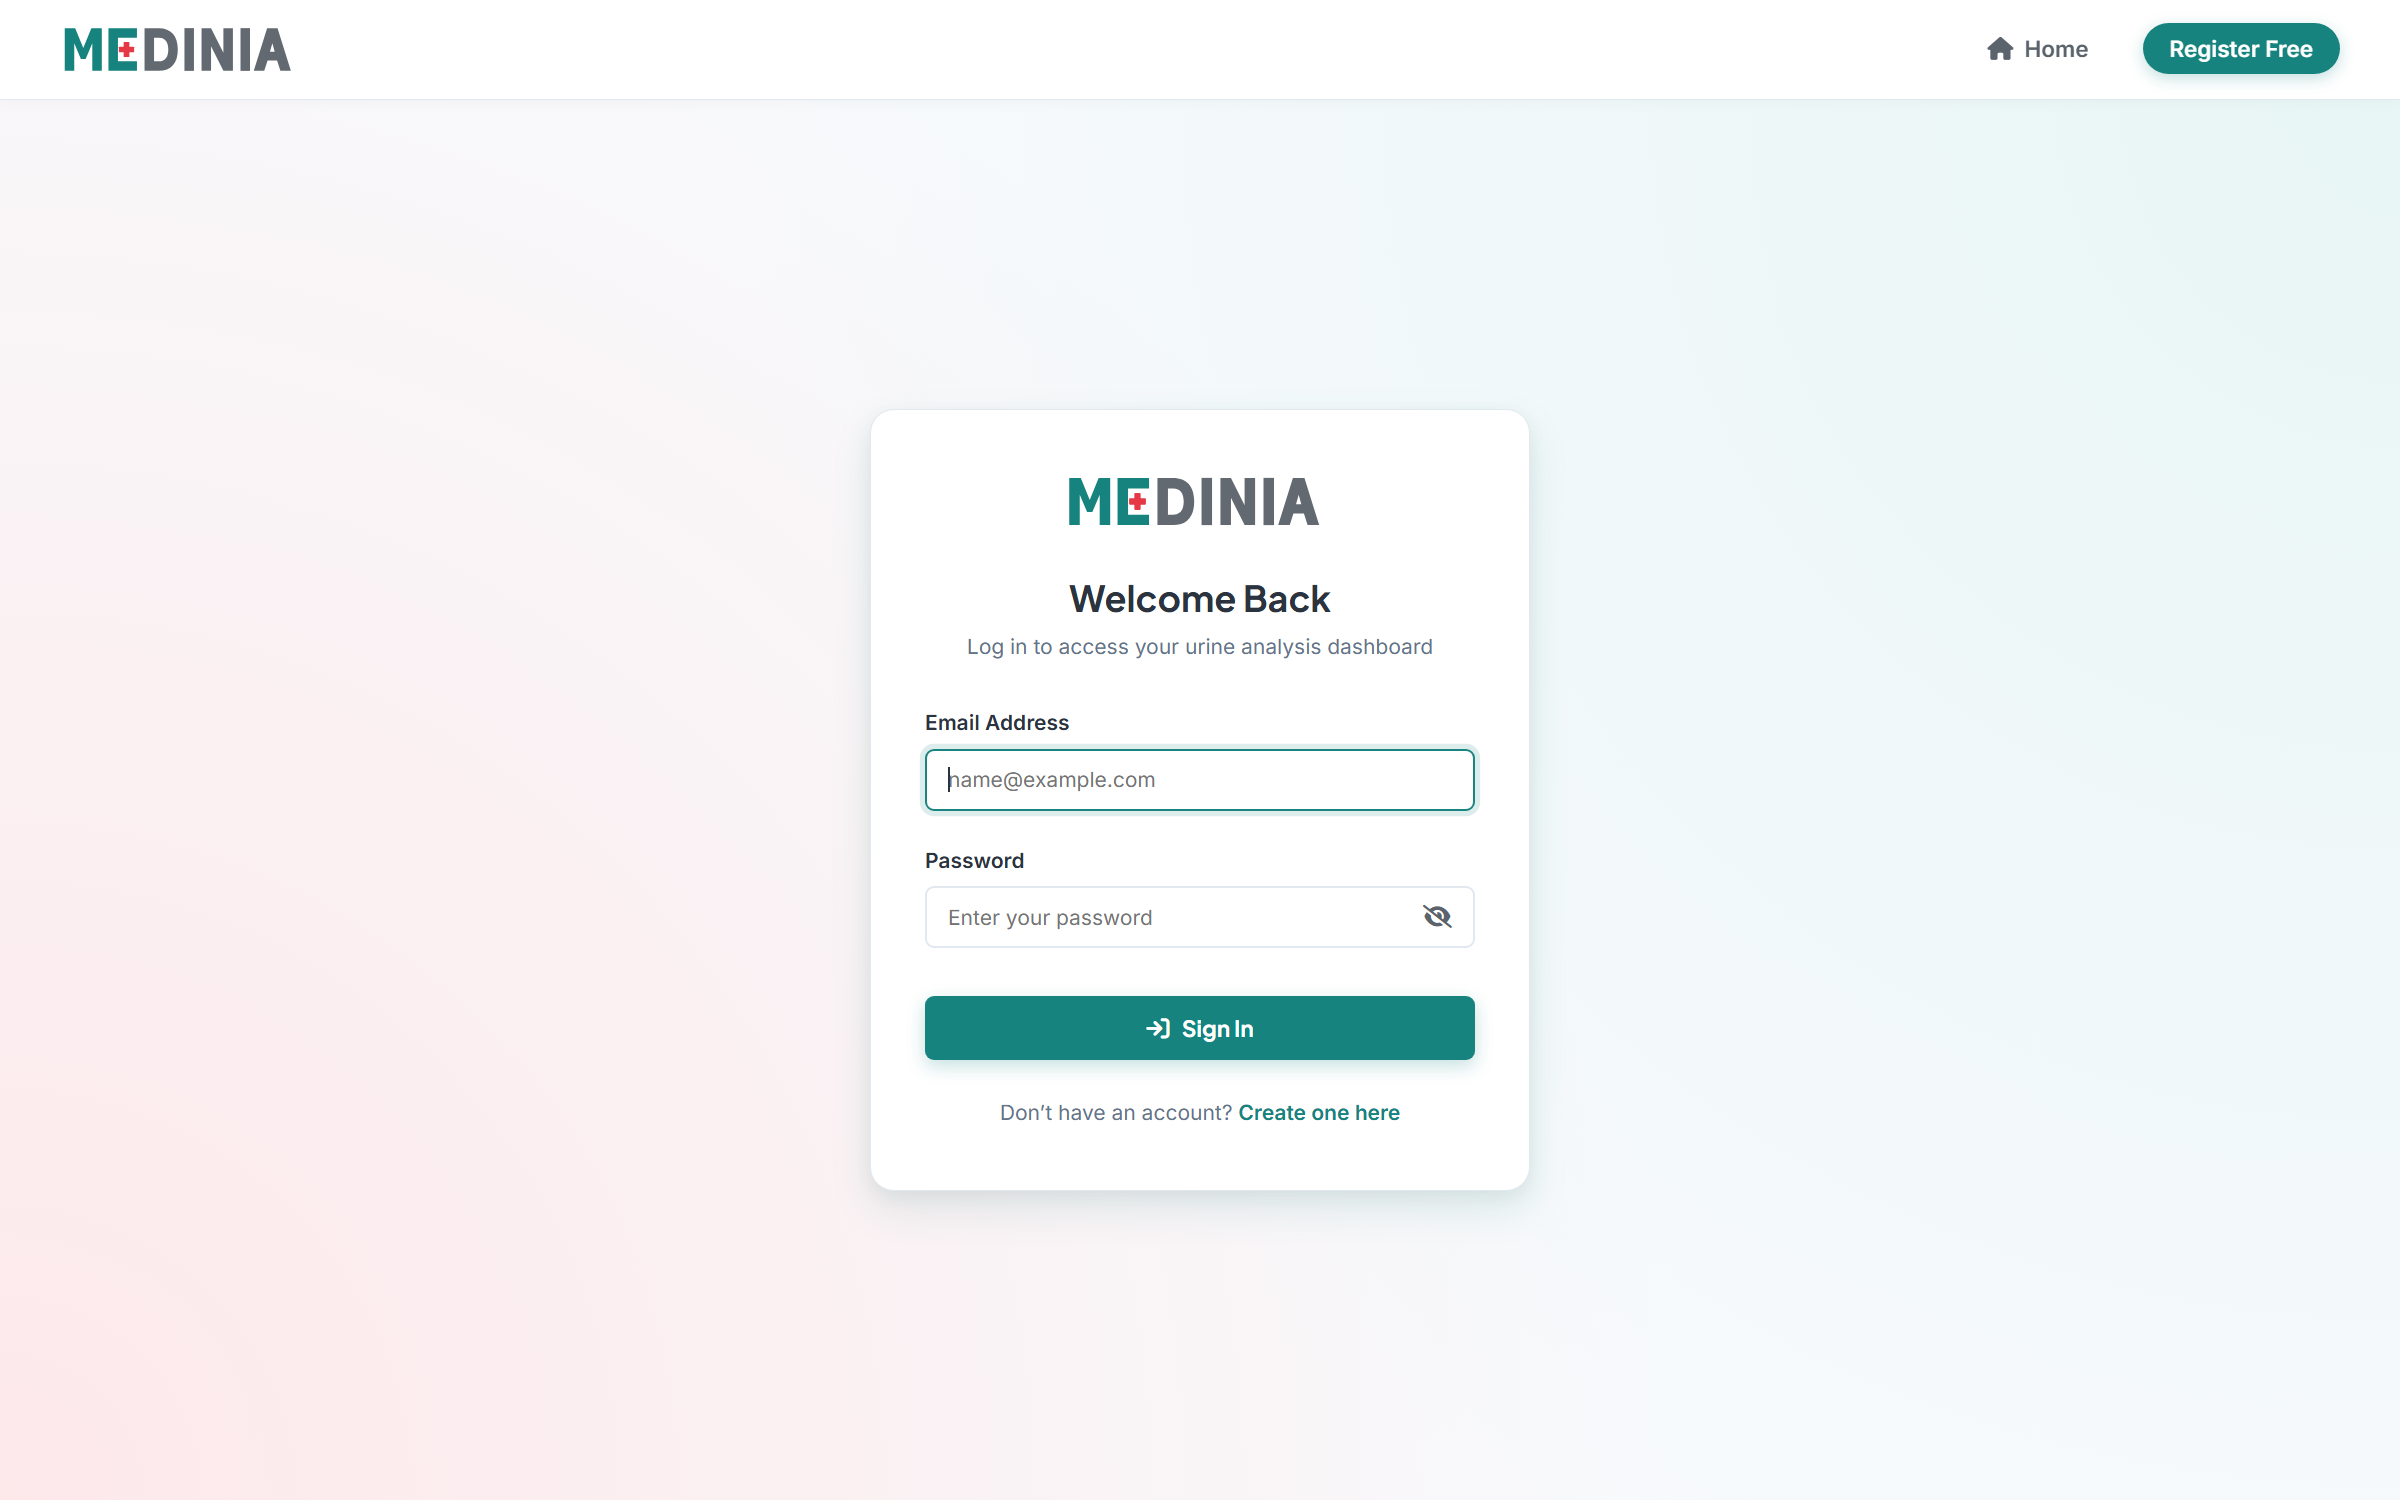 MEDINIA
Home
Register Free
MEDINIA
Welcome Back
Log in to access your urine analysis dashboard
Email Address
name@example.com
Password
Enter your password
Sign In
Don’t have an account? Create one here